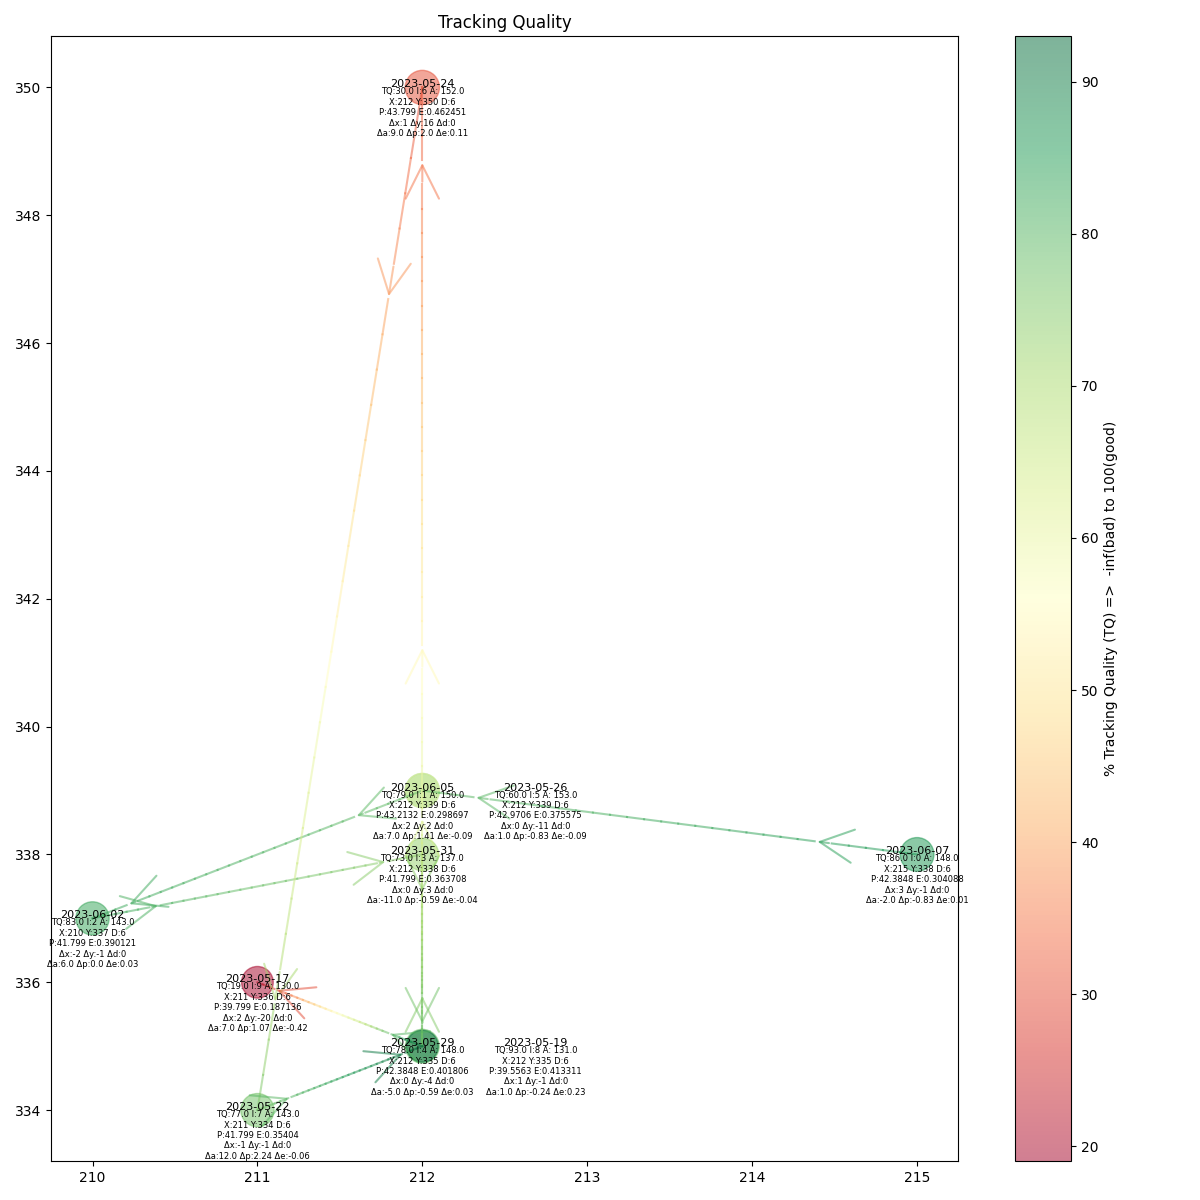 Tracking Quality
350
348
346
344
342
340
338
336
334
210
211
212
213
214
215
2023-05-24
TQ:30.0 I:6 A: 152.0
X:212 Y:350 D:6
P:43.799 E:0.462451
Δx:1 Δy:16 Δd:0
Δa:9.0 Δp:2.0 Δe:0.11
2023-06-05
TQ:79.0 I:1 A: 150.0
X:212 Y:339 D:6
P:43.2132 E:0.298697
Δx:2 Δy:2 Δd:0
Δa:7.0 Δp:1.41 Δe:-0.09
2023-05-26
TQ:60.0 I:5 A: 153.0
X:212 Y:339 D:6
P:42.9706 E:0.375575
Δx:0 Δy:-11 Δd:0
Δa:1.0 Δp:-0.83 Δe:-0.09
2023-05-31
TQ:73.0 I:3 A: 137.0
X:212 Y:338 D:6
P:41.799 E:0.363708
Δx:0 Δy:3 Δd:0
Δa:-11.0 Δp:-0.59 Δe:-0.04
2023-06-07
TQ:86.0 I:0 A: 148.0
X:215 Y:338 D:6
P:42.3848 E:0.304088
Δx:3 Δy:-1 Δd:0
Δa:-2.0 Δp:-0.83 Δe:0.01
2023-06-02
TQ:83.0 I:2 A: 143.0
X:210 Y:337 D:6
P:41.799 E:0.390121
Δx:-2 Δy:-1 Δd:0
Δa:6.0 Δp:0.0 Δe:0.03
2023-05-17
TQ:19.0 I:9 A: 130.0
X:211 Y:336 D:6
P:39.799 E:0.187136
Δx:2 Δy:-20 Δd:0
Δa:7.0 Δp:1.07 Δe:-0.42
2023-05-29
TQ:78.0 I:4 A: 148.0
X:212 Y:335 D:6
P:42.3848 E:0.401806
Δx:0 Δy:-4 Δd:0
Δa:-5.0 Δp:-0.59 Δe:0.03
2023-05-19
TQ:93.0 I:8 A: 131.0
X:212 Y:335 D:6
P:39.5563 E:0.413311
Δx:1 Δy:-1 Δd:0
Δa:1.0 Δp:-0.24 Δe:0.23
2023-05-22
TQ:77.0 I:7 A: 143.0
X:211 Y:334 D:6
P:41.799 E:0.35404
Δx:-1 Δy:-1 Δd:0
Δa:12.0 Δp:2.24 Δe:-0.06
90
80
70
60
50
40
30
20
% Tracking Quality (TQ) =>  -inf(bad) to 100(good)